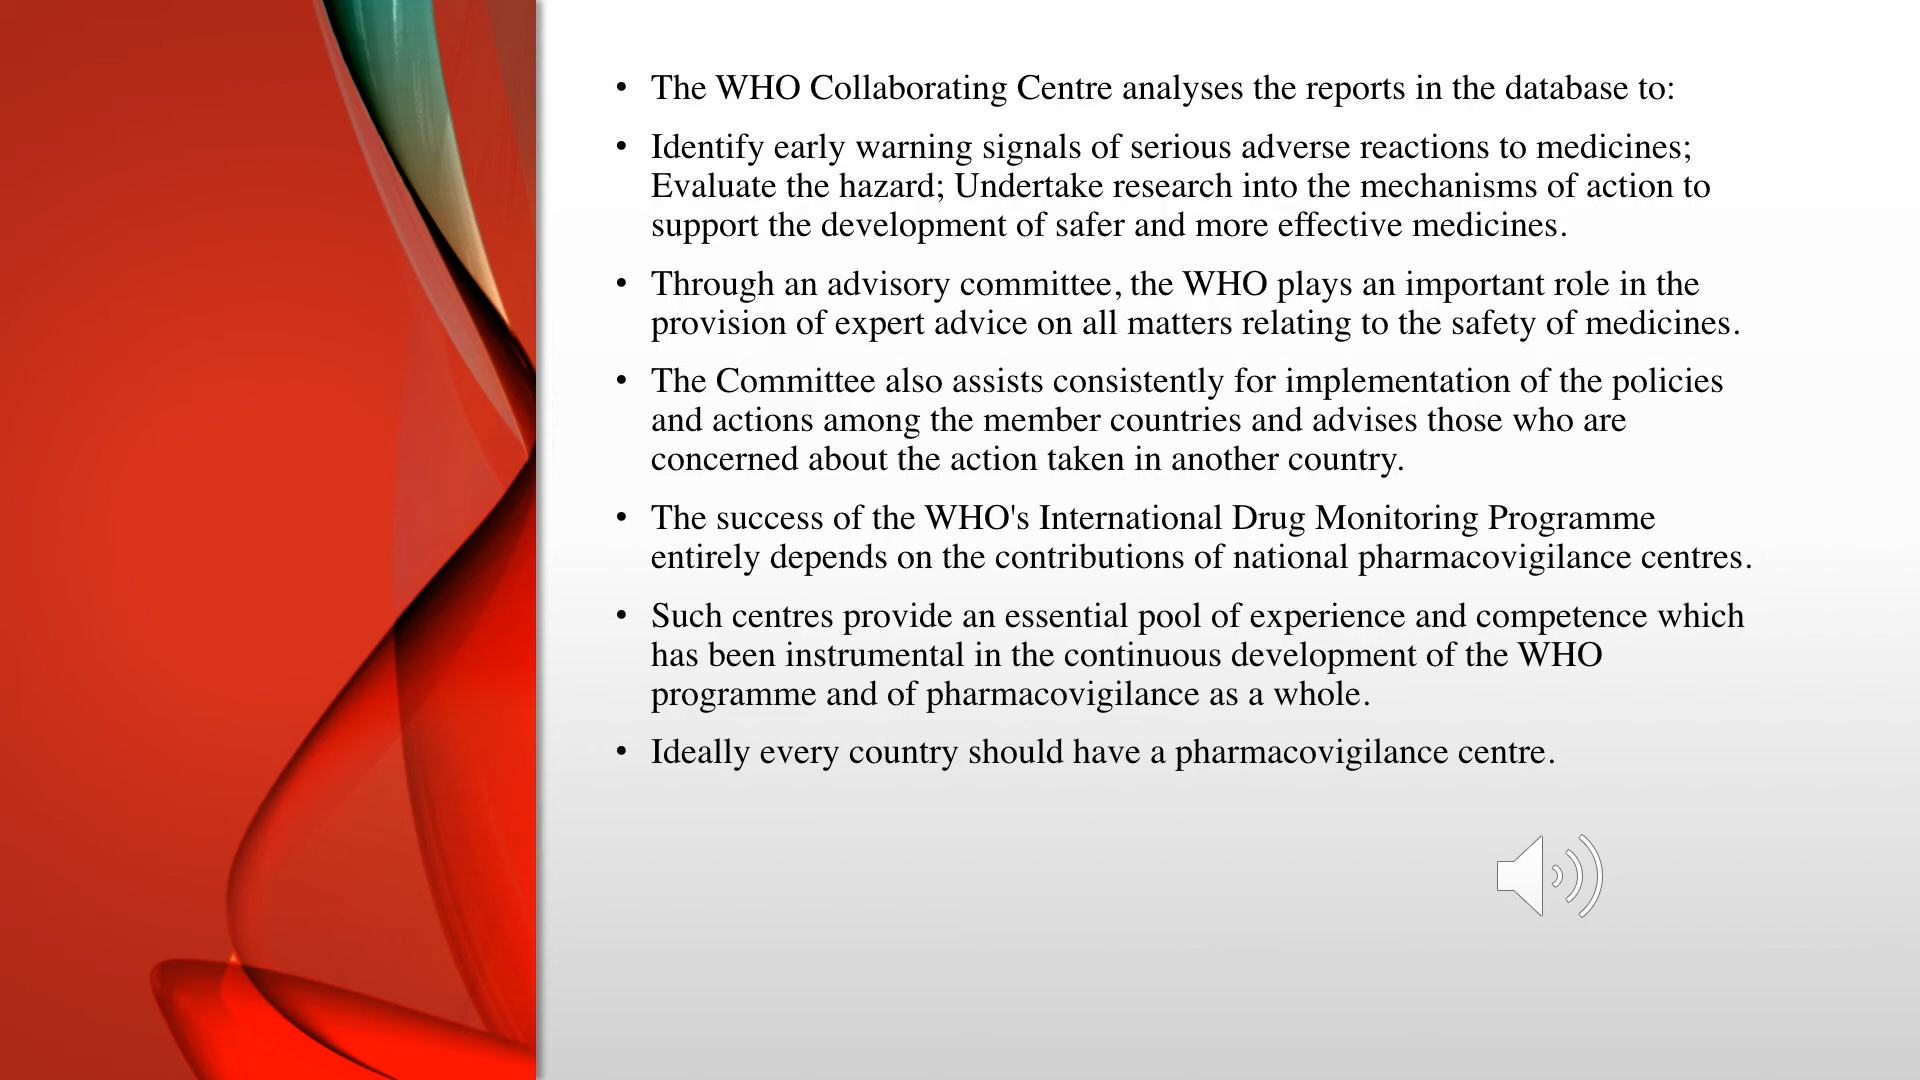 • The WHO Collaborating Centre analyses the reports in the database to:
• Identify early warning signals of serious adverse reactions to medicines;
Evaluate the hazard; Undertake research into the mechanisms of action to
support the development of safer and more effective medicines.
• Through an advisory committee, the WHO plays an important role in the
provision of expert advice on all matters relating to the safety of medicines.
• The Committee also assists consistently for implementation of the policies
and actions among the member countries and advises those who are
concerned about the action taken in another country.
• The success of the WHO's International Drug Monitoring Programme
entirely depends on the contributions of national pharmacovigilance centres.
• Such centres provide an essential pool of experience and competence which
has been instrumental in the continuous development of the WHO
programme and of pharmacovigilance as a whole.
• Ideally every country should have a pharmacovigilance centre.